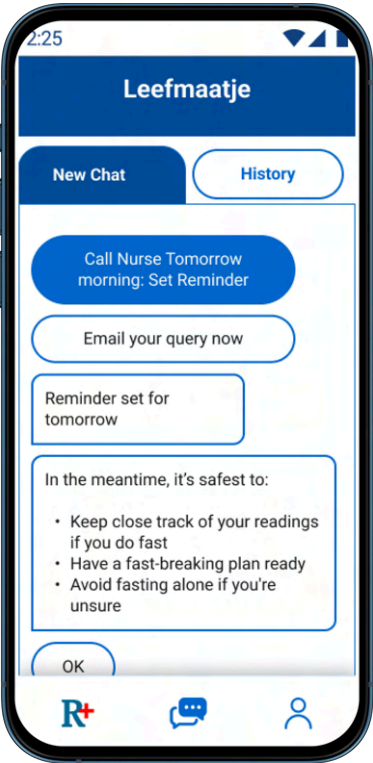 2:25
Leefmaatje
New Chat
History
Call Nurse Tomorrow
morning: Set Reminder
Email your query now
Reminder set for
tomorrow
In the meantime, it’s safest to:
• Keep close track of your readings
if you do fast
• Have a fast-breaking plan ready
• Avoid fasting alone if you're
unsure
OK
R+